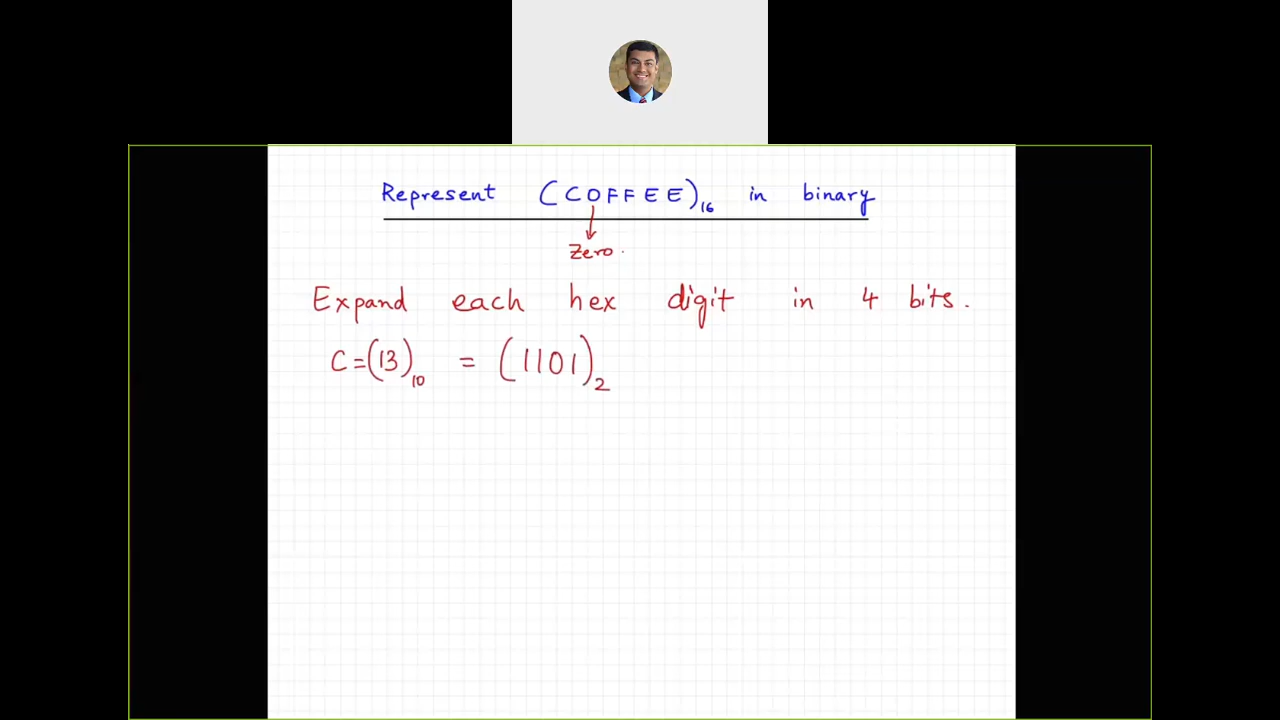 Represent (COFFEE)16 in binary
Zero.
Expand each hex digit in 4 bits.
C=(13)10 = (1101)2